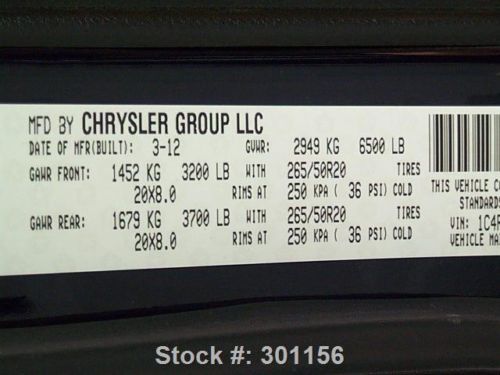 MFD BY CHRYSLER GROUP LLC
DATE OF MFR(BUILT): 3-12 GVWR: 2949 KG 6500 LB
GAWR FRONT: 1452 KG 3200 LB WITH 265/50R20 TIRES
20X8.0 RIMS AT 250 KPA ( 36 PSI) COLD
GAWR REAR: 1679 KG 3700 LB WITH 265/50R20 TIRES
20X8.0 RIMS AT 250 KPA ( 36 PSI) COLD
THIS VEHICLE
STANDARDS
VIN:
VEHICLE
Stock #: 301156